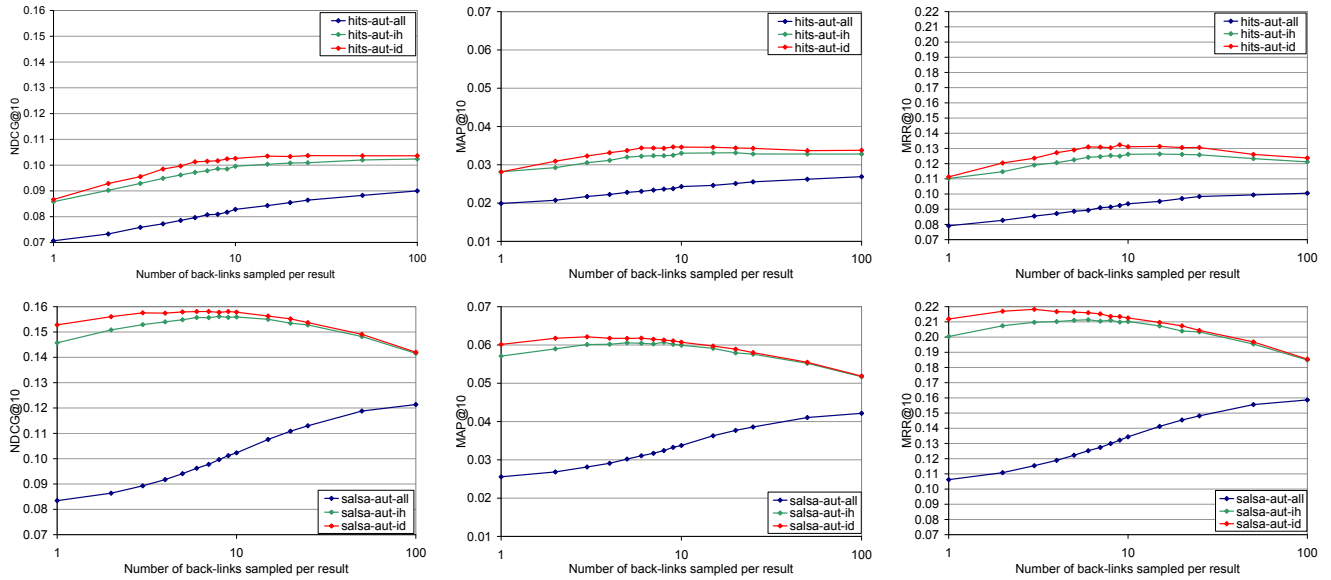 0.16
0.15
0.14
0.13
0.12
0.11
0.10
0.09
0.08
0.07
NDCG@10
1
10
100
Number of back-links sampled per result
hits-aut-all
hits-aut-ih
hits-aut-id
0.07
0.06
0.05
0.04
0.03
0.02
0.01
MAP@10
1
10
100
Number of back-links sampled per result
hits-aut-all
hits-aut-ih
hits-aut-id
0.22
0.21
0.20
0.19
0.18
0.17
0.16
0.15
0.14
0.13
0.12
0.11
0.10
0.09
0.08
0.07
MRR@10
1
10
100
Number of back-links sampled per result
hits-aut-all
hits-aut-ih
hits-aut-id
0.16
0.15
0.14
0.13
0.12
0.11
0.10
0.09
0.08
0.07
NDCG@10
1
10
100
Number of back-links sampled per result
salsa-aut-all
salsa-aut-ih
salsa-aut-id
0.07
0.06
0.05
0.04
0.03
0.02
0.01
MAP@10
1
10
100
Number of back-links sampled per result
salsa-aut-all
salsa-aut-ih
salsa-aut-id
0.22
0.21
0.20
0.19
0.18
0.17
0.16
0.15
0.14
0.13
0.12
0.11
0.10
0.09
0.08
0.07
MRR@10
1
10
100
Number of back-links sampled per result
salsa-aut-all
salsa-aut-ih
salsa-aut-id